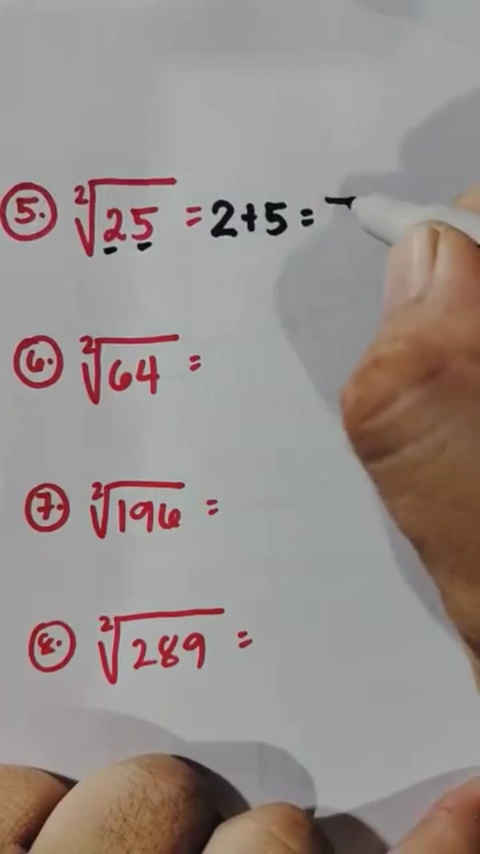 5. ²√25 = 2+5 =
6. ²√64 =
7. ²√196 =
8. ²√289 =